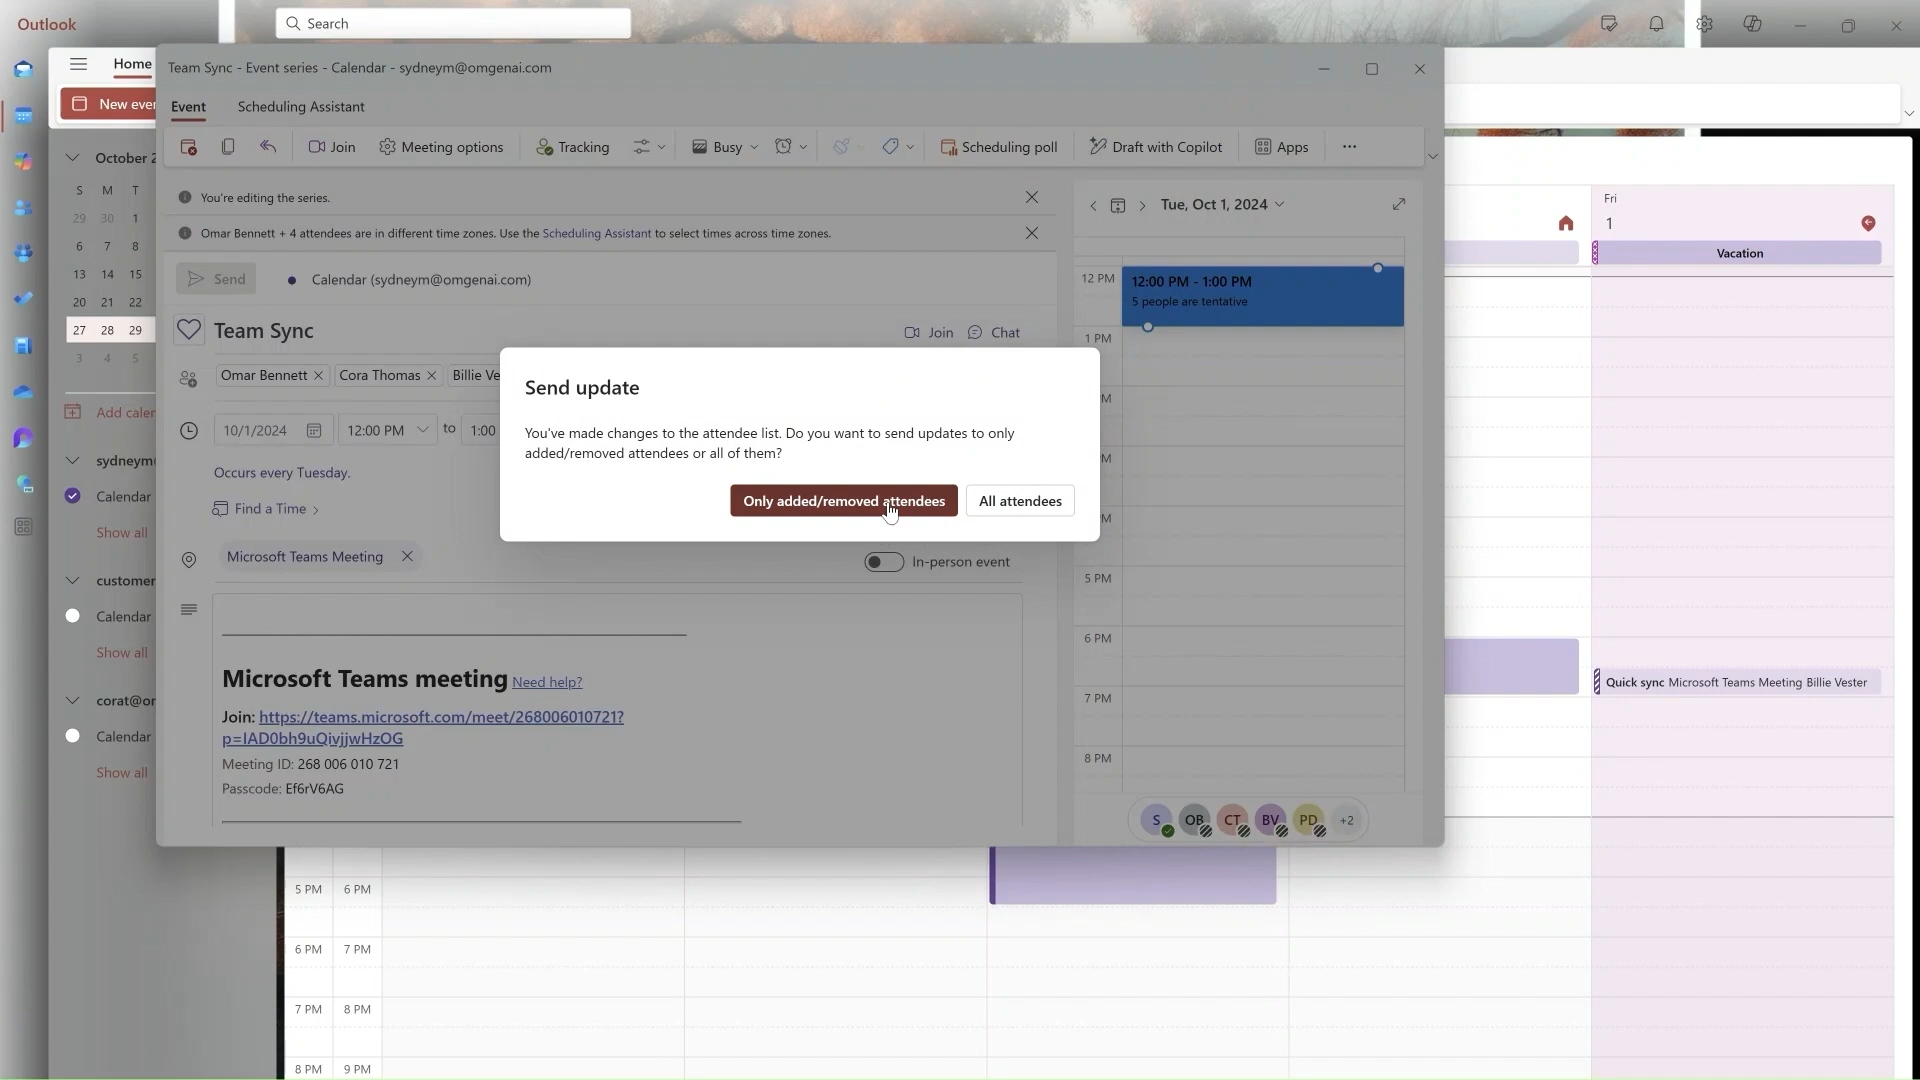 Outlook
Search
Home
New ever
Team Sync - Event series - Calendar - sydneym@omgenai.com
Event
Scheduling Assistant
Join
Meeting options
Tracking
Busy
Scheduling poll
Draft with Copilot
Apps
You're editing the series.
Omar Bennett + 4 attendees are in different time zones. Use the Scheduling Assistant to select times across time zones.
Send
Calendar (sydneym@omgenai.com)
Team Sync
Join
Chat
Omar Bennett
Cora Thomas
Billie Ve
10/1/2024
12:00 PM
to
1:00
Occurs every Tuesday.
Find a Time
Microsoft Teams Meeting
In-person event
Microsoft Teams meeting Need help?
Join: https://teams.microsoft.com/meet/268006010721?
p=IAD0bh9uQivjjwHzOG
Meeting ID: 268 006 010 721
Passcode: Ef6rV6AG
Send update
You've made changes to the attendee list. Do you want to send updates to only
added/removed attendees or all of them?
Only added/removed attendees
All attendees
Tue, Oct 1, 2024
12 PM
12:00 PM - 1:00 PM
5 people are tentative
1 PM
M
M
M
M
5 PM
6 PM
7 PM
8 PM
S
OB
CT
BV
PD
+2
October 2
S M T
29 30 1
6 7 8
13 14 15
20 21 22
27 28 29
3 4 5
Add caler
sydneym
Calendar
Show all
customer
Calendar
Show all
corat@or
Calendar
Show all
Fri
1
Vacation
Quick sync Microsoft Teams Meeting Billie Vester
5 PM 6 PM
6 PM 7 PM
7 PM 8 PM
8 PM 9 PM